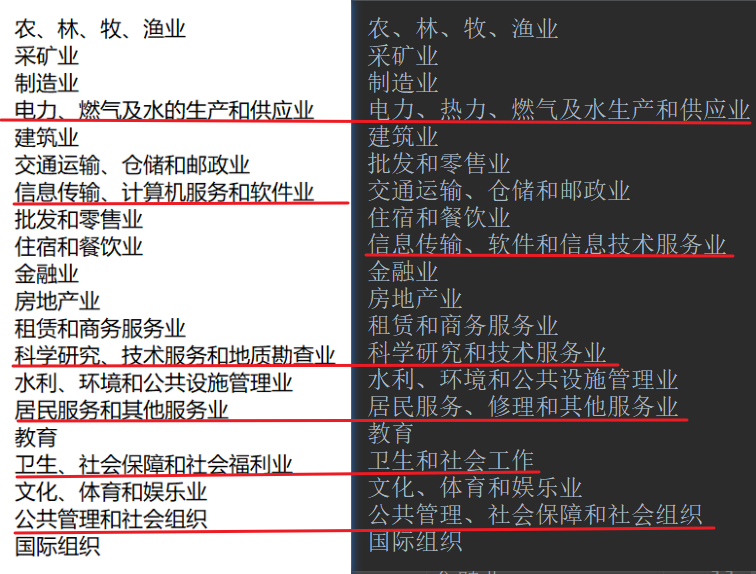 农、林、牧、渔业
采矿业
制造业
电力、燃气及水的生产和供应业
建筑业
交通运输、仓储和邮政业
信息传输、计算机服务和软件业
批发和零售业
住宿和餐饮业
金融业
房地产业
租赁和商务服务业
科学研究、技术服务和地质勘查业
水利、环境和公共设施管理业
居民服务和其他服务业
教育
卫生、社会保障和社会福利业
文化、体育和娱乐业
公共管理和社会组织
国际组织
农、林、牧、渔业
采矿业
制造业
电力、热力、燃气及水生产和供应业
建筑业
批发和零售业
交通运输、仓储和邮政业
住宿和餐饮业
信息传输、软件和信息技术服务业
金融业
房地产业
租赁和商务服务业
科学研究和技术服务业
水利、环境和公共设施管理业
居民服务、修理和其他服务业
教育
卫生和社会工作
文化、体育和娱乐业
公共管理、社会保障和社会组织
国际组织